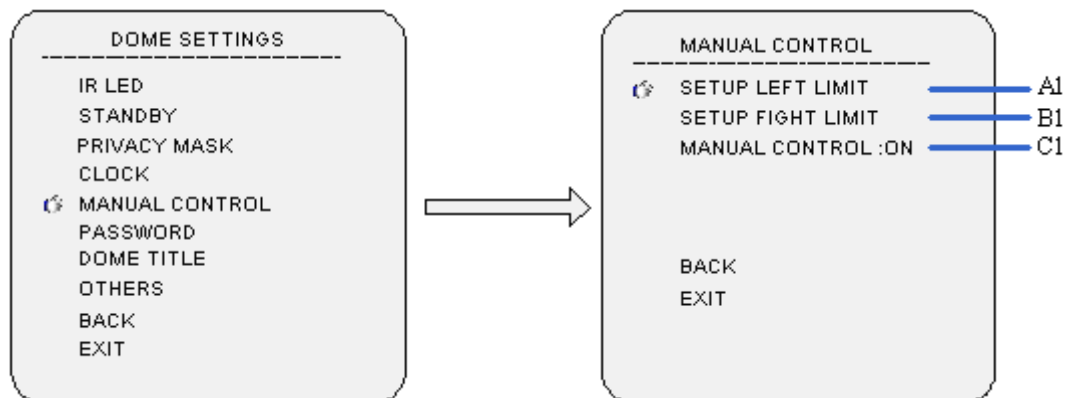 DOME SETTINGS
IR LED
STANDBY
PRIVACY MASK
CLOCK
MANUAL CONTROL
PASSWORD
DOME TITLE
OTHERS
BACK
EXIT
MANUAL CONTROL
SETUP LEFT LIMIT
SETUP FIGHT LIMIT
MANUAL CONTROL :ON
BACK
EXIT
A1
B1
C1